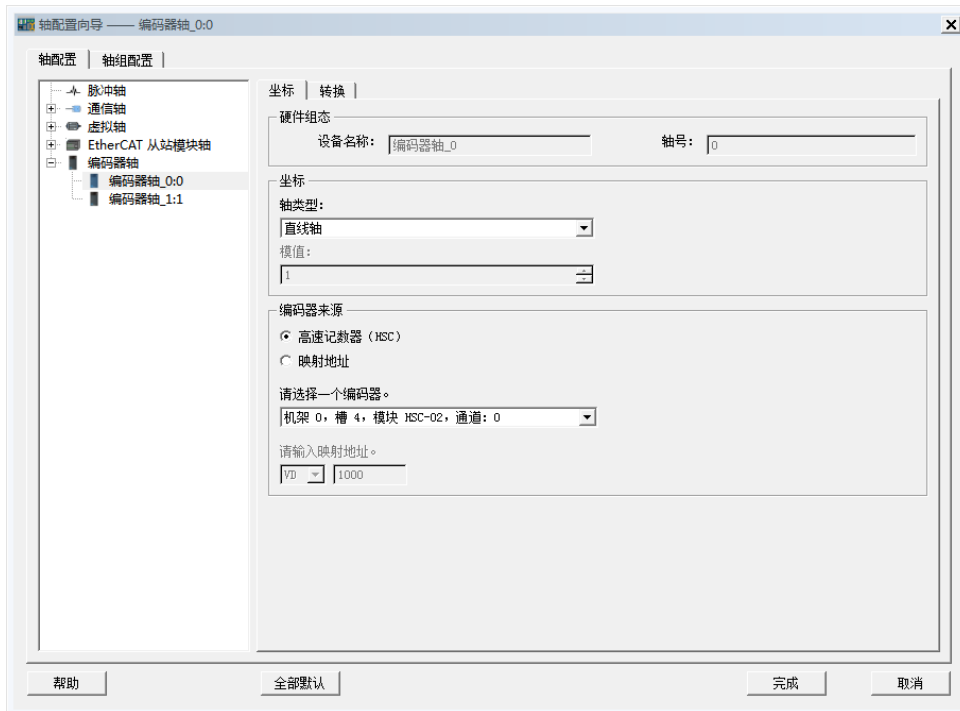 轴配置向导 —— 编码器轴_0:0
轴配置 轴组配置
脉冲轴
通信轴
虚拟轴
EtherCAT 从站模块轴
编码器轴
编码器轴_0:0
编码器轴_1:1
坐标 转换
硬件组态
设备名称: 编码器轴_0 轴号: 0
坐标
轴类型:
直线轴
模值:
1
编码器来源
高速记数器 (HSC)
映射地址
请选择一个编码器。
机架 0, 槽 4, 模块 HSC-02, 通道: 0
请输入映射地址。
VD 1000
帮助 全部默认 完成 取消